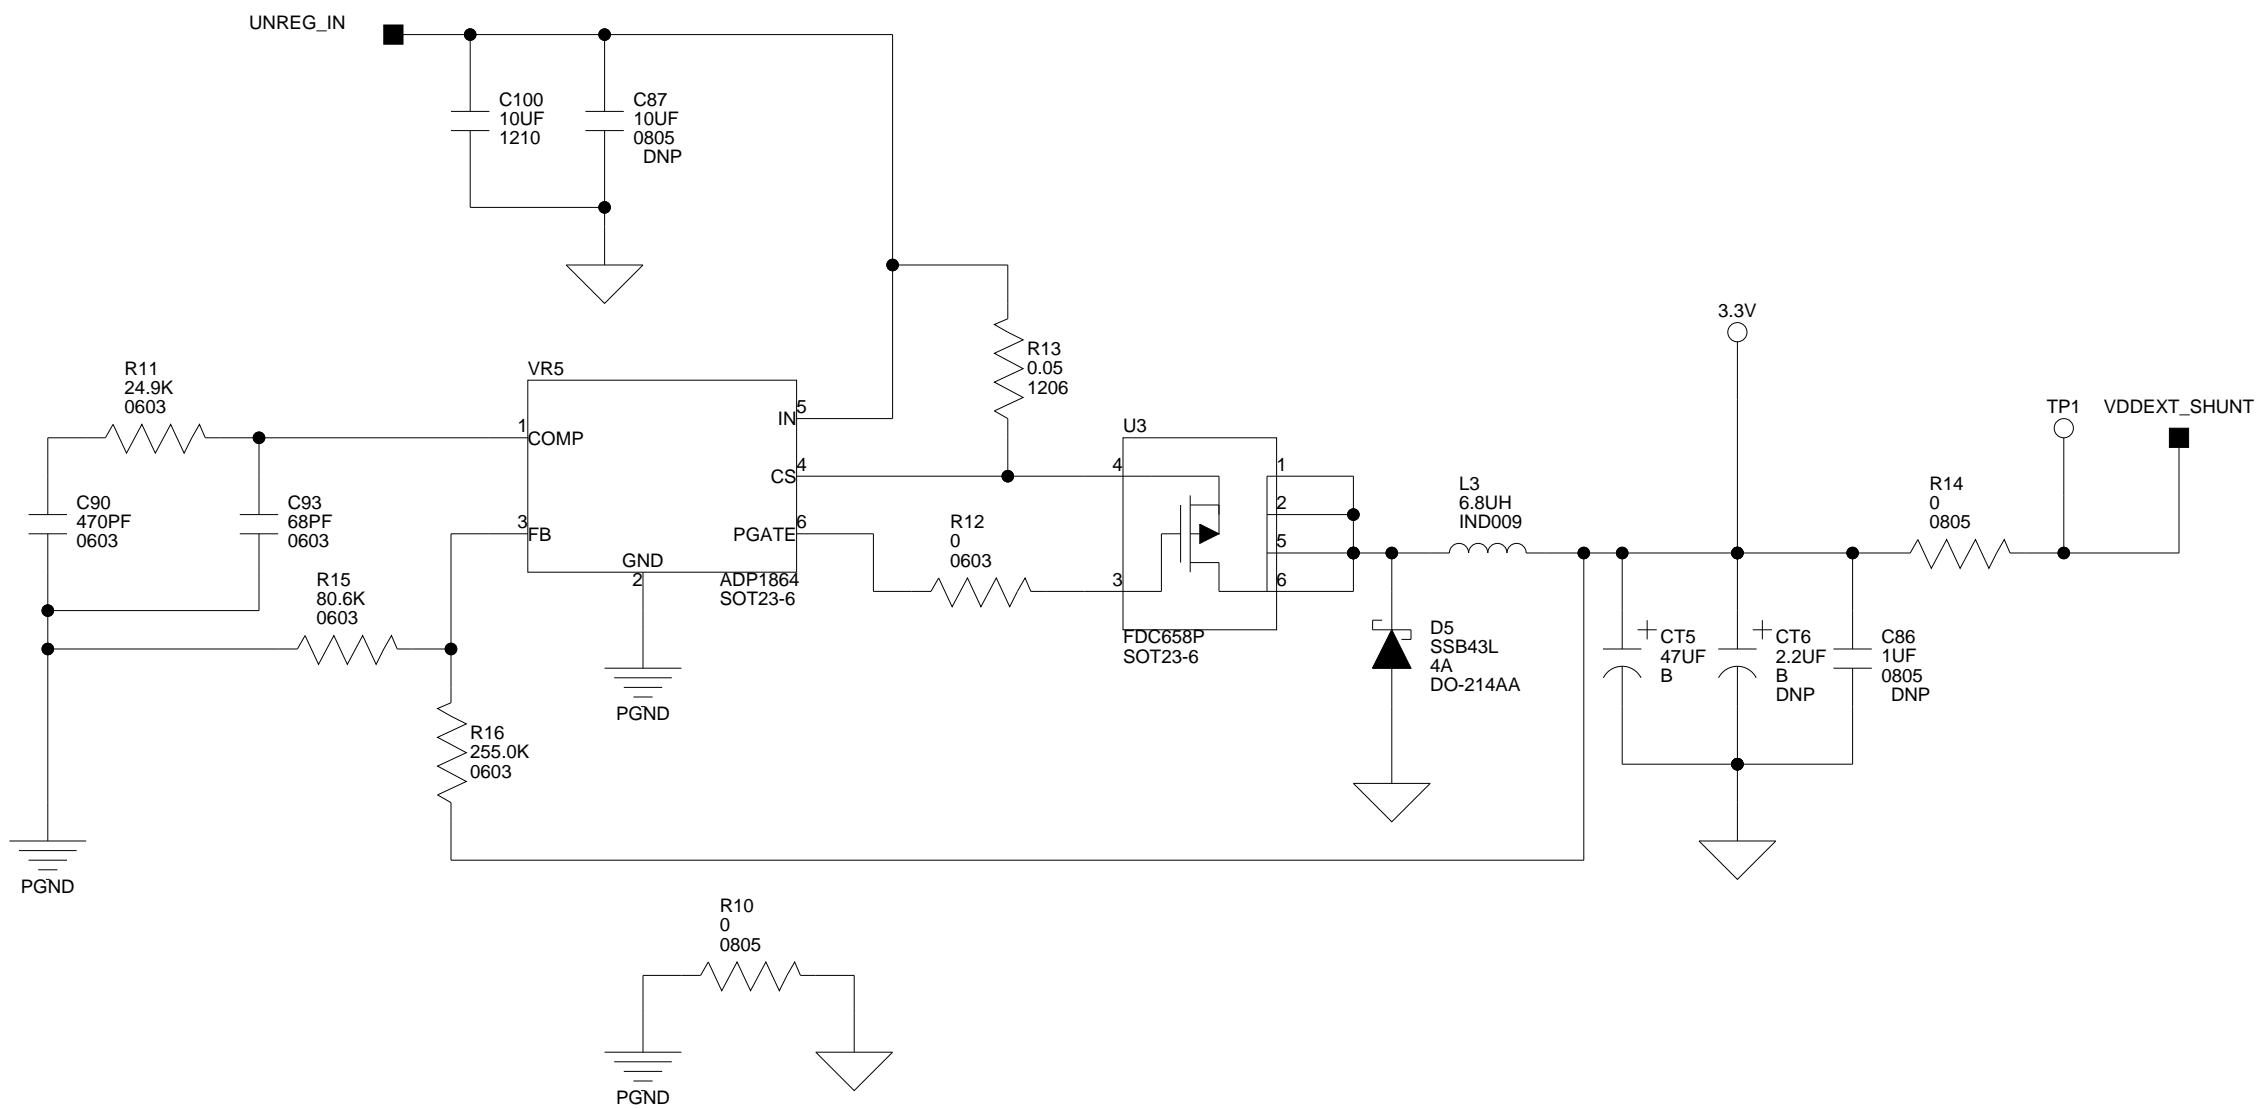 UNREG_IN
C100
10UF
1210
C87
10UF
0805
DNP
R13
0.05
1206
3.3V
R11
24.9K
0603
VR5
1
COMP
IN
5
CS
4
3
FB
PGATE
6
GND
2
ADP1864
SOT23-6
PGND
C90
470PF
0603
C93
68PF
0603
R15
80.6K
0603
R16
255.0K
0603
PGND
R12
0
0603
U3
4
3
1
2
5
6
FDC658P
SOT23-6
L3
6.8UH
IND009
D5
SSB43L
4A
DO-214AA
CT5
47UF
B
CT6
2.2UF
B
DNP
C86
1UF
0805
DNP
R14
0
0805
TP1
VDDEXT_SHUNT
R10
0
0805
PGND